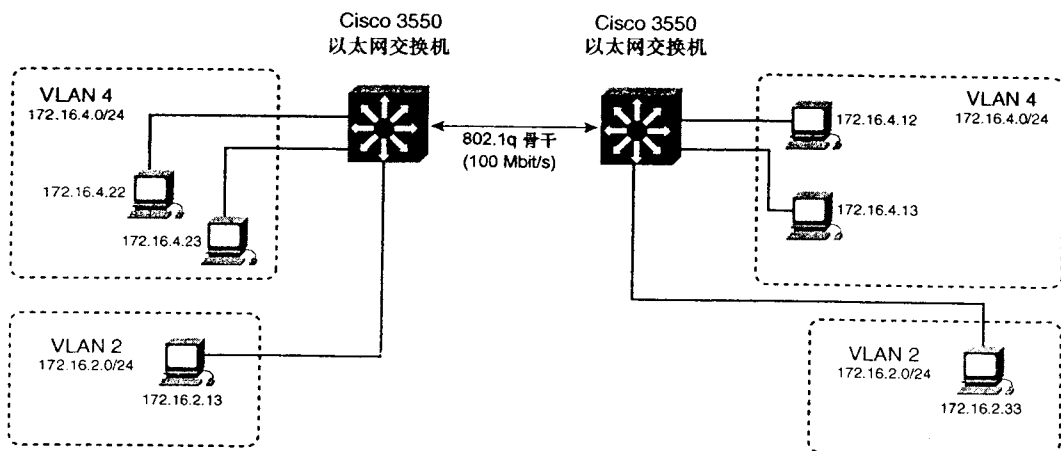 Cisco 3550
以太网交换机
Cisco 3550
以太网交换机
VLAN 4
172.16.4.0/24
172.16.4.22
172.16.4.23
802.1q 骨干
(100 Mbit/s)
VLAN 4
172.16.4.0/24
172.16.4.12
172.16.4.13
VLAN 2
172.16.2.0/24
172.16.2.13
VLAN 2
172.16.2.0/24
172.16.2.33